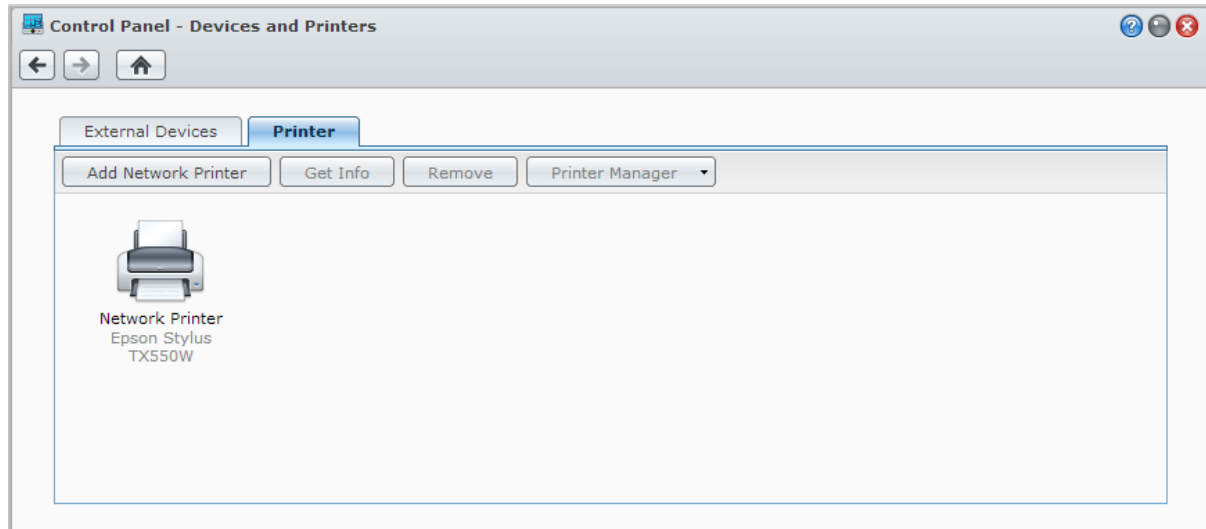 Control Panel - Devices and Printers
External Devices Printer
Add Network Printer Get Info Remove Printer Manager
Network Printer
Epson Stylus
TX550W